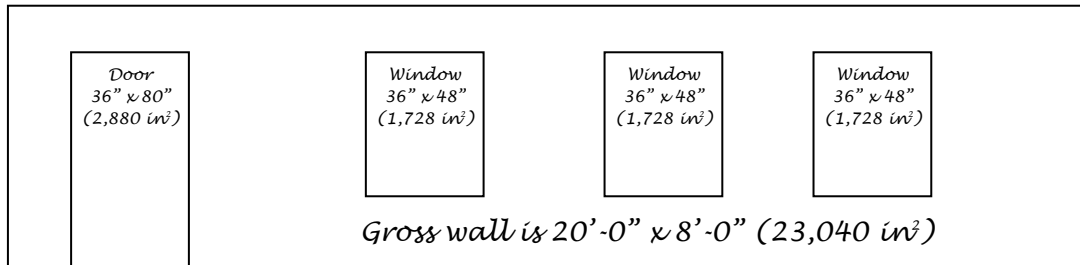 Door
36” x 80”
(2,880 in²)
Window
36” x 48”
(1,728 in²)
Window
36” x 48”
(1,728 in²)
Window
36” x 48”
(1,728 in²)
Gross wall is 20’-0” x 8’-0” (23,040 in²)